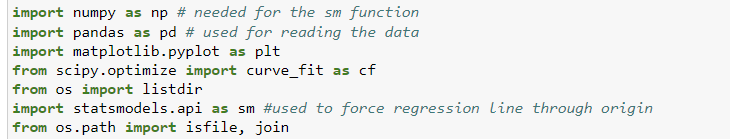 import numpy as np # needed for the sm function
import pandas as pd # used for reading the data
import matplotlib.pyplot as plt
from scipy.optimize import curve_fit as cf
from os import listdir
import statsmodels.api as sm #used to force regression line through origin
from os.path import isfile, join